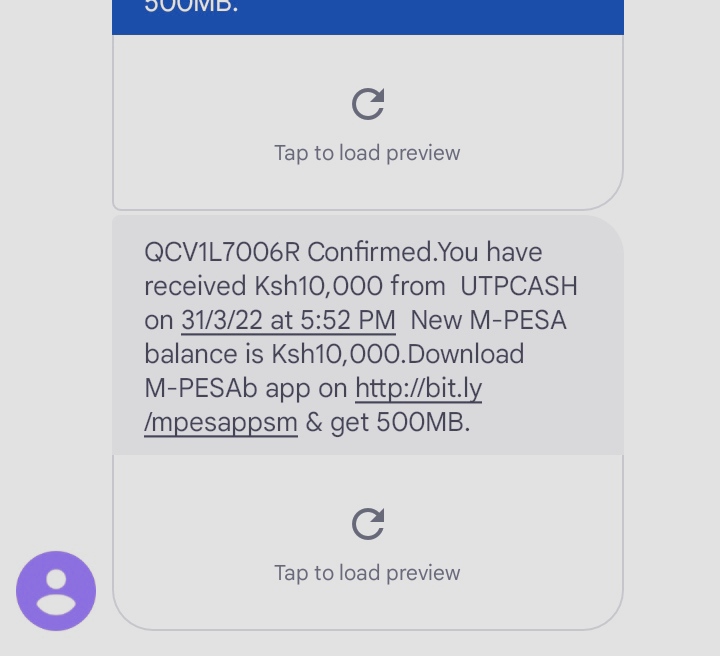 500MB.
Tap to load preview
QCV1L7006R Confirmed.You have
received Ksh10,000 from  UTPCASH
on 31/3/22 at 5:52 PM  New M-PESA
balance is Ksh10,000.Download
M-PESAb app on http://bit.ly
/mpesappsm & get 500MB.
Tap to load preview